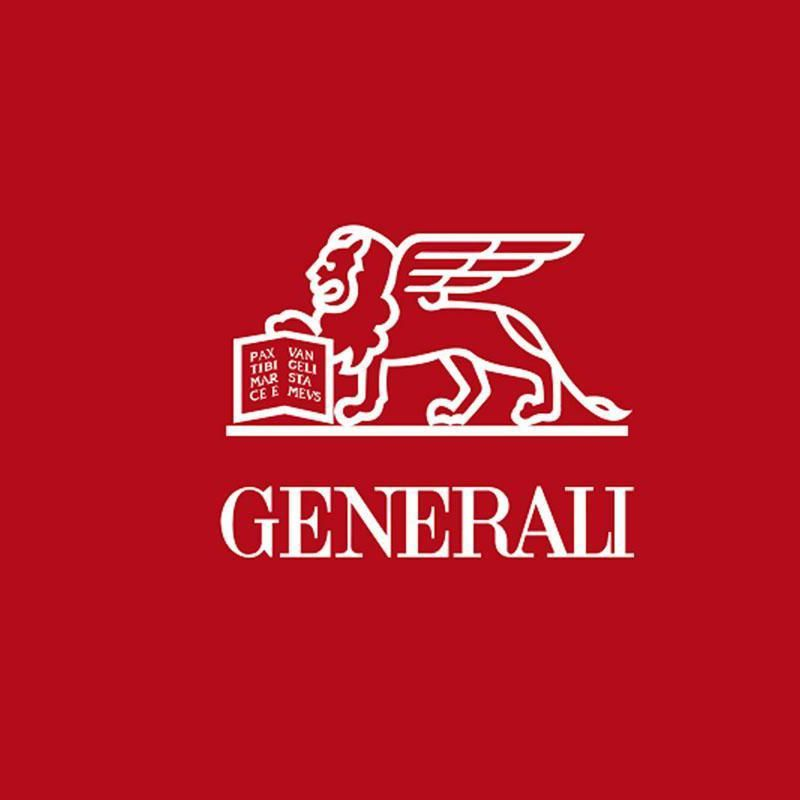 PAX
TIBI
MAR
CE E
VAN
GELI
STA
MEVS
GENERALI